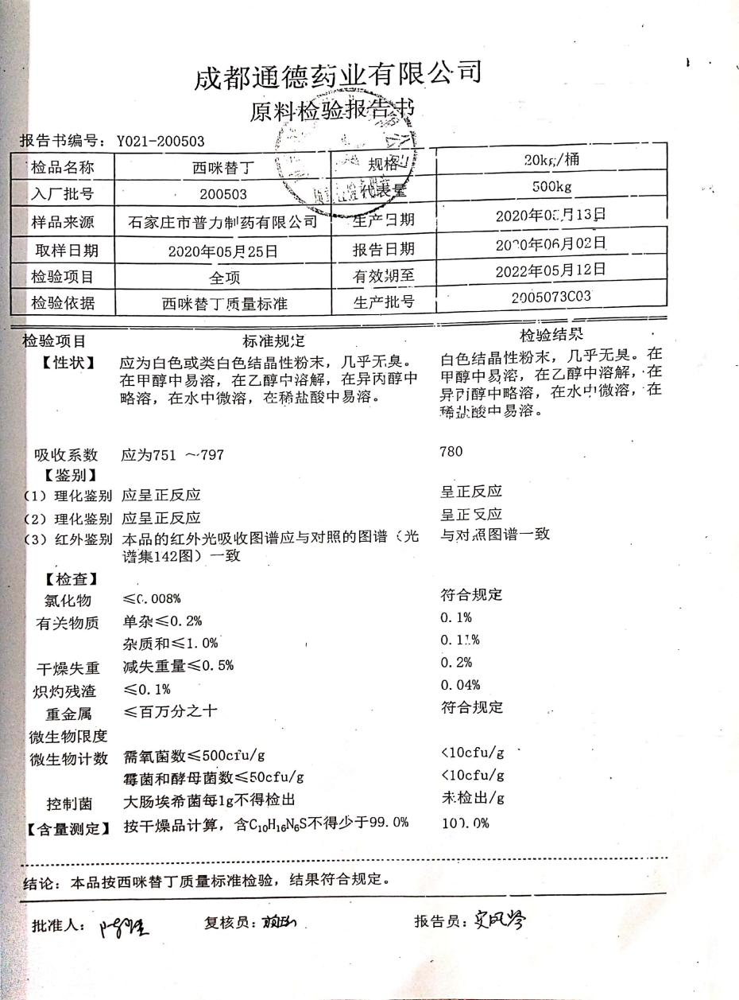 成都通德药业有限公司
原料检验报告书
报告书编号：Y021-200503
检品名称 西咪替丁 规格 20kg/桶
入厂批号 200503 代表量 500kg
样品来源 石家庄市普力制药有限公司 生产日期 2020年05月13日
取样日期 2020年05月25日 报告日期 2020年06月02日
检验项目 全项 有效期至 2022年05月12日
检验依据 西咪替丁质量标准 生产批号 2005073C03
检验项目 标准规定 检验结果
【性状】 应为白色或类白色结晶性粉末，几乎无臭。 白色结晶性粉末，几乎无臭。在
在甲醇中易溶，在乙醇中溶解，在异丙醇中 甲醇中易溶，在乙醇中溶解，在
略溶，在水中微溶，在稀盐酸中易溶。 异丙醇中略溶，在水中微溶，在
稀盐酸中易溶。
吸收系数 应为751 ～797 780
【鉴别】
(1) 理化鉴别 应呈正反应 呈正反应
(2) 理化鉴别 应呈正反应 呈正反应
(3) 红外鉴别 本品的红外光吸收图谱应与对照的图谱（光 与对照图谱一致
谱集142图）一致
【检查】
氯化物 ≤0.008% 符合规定
有关物质 单杂≤0.2% 0.1%
杂质和≤1.0%
干燥失重 减失重量≤0.5% 0.2%
炽灼残渣 ≤0.1% 0.04%
重金属 ≤百万分之十 符合规定
微生物限度
微生物计数 需氧菌数≤500cfu/g <10cfu/g
霉菌和酵母菌数≤50cfu/g <10cfu/g
控制菌 大肠埃希菌每1g不得检出 未检出/g
【含量测定】 按干燥品计算，含C₁₀H₁₆N₆S不得少于99.0% 100.0%
结论：本品按西咪替丁质量标准检验，结果符合规定。
批准人： 复核员： 报告员：